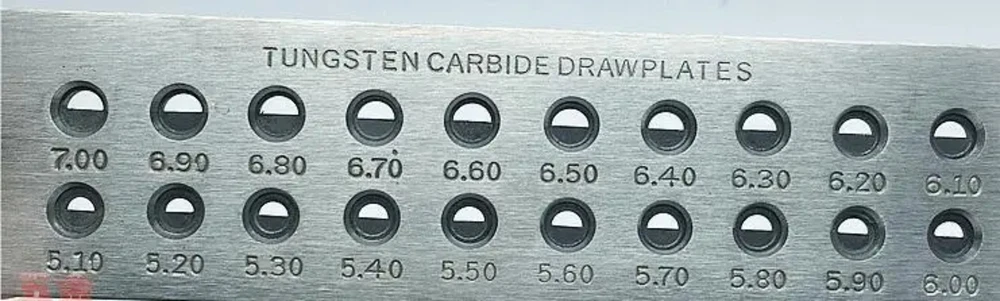 TUNGSTEN CARBIDE DRAWPLATES
7.00 6.90 6.80 6.70 6.60 6.50 6.40 6.30 6.20 6.10
5.10 5.20 5.30 5.40 5.50 5.60 5.70 5.80 5.90 6.00